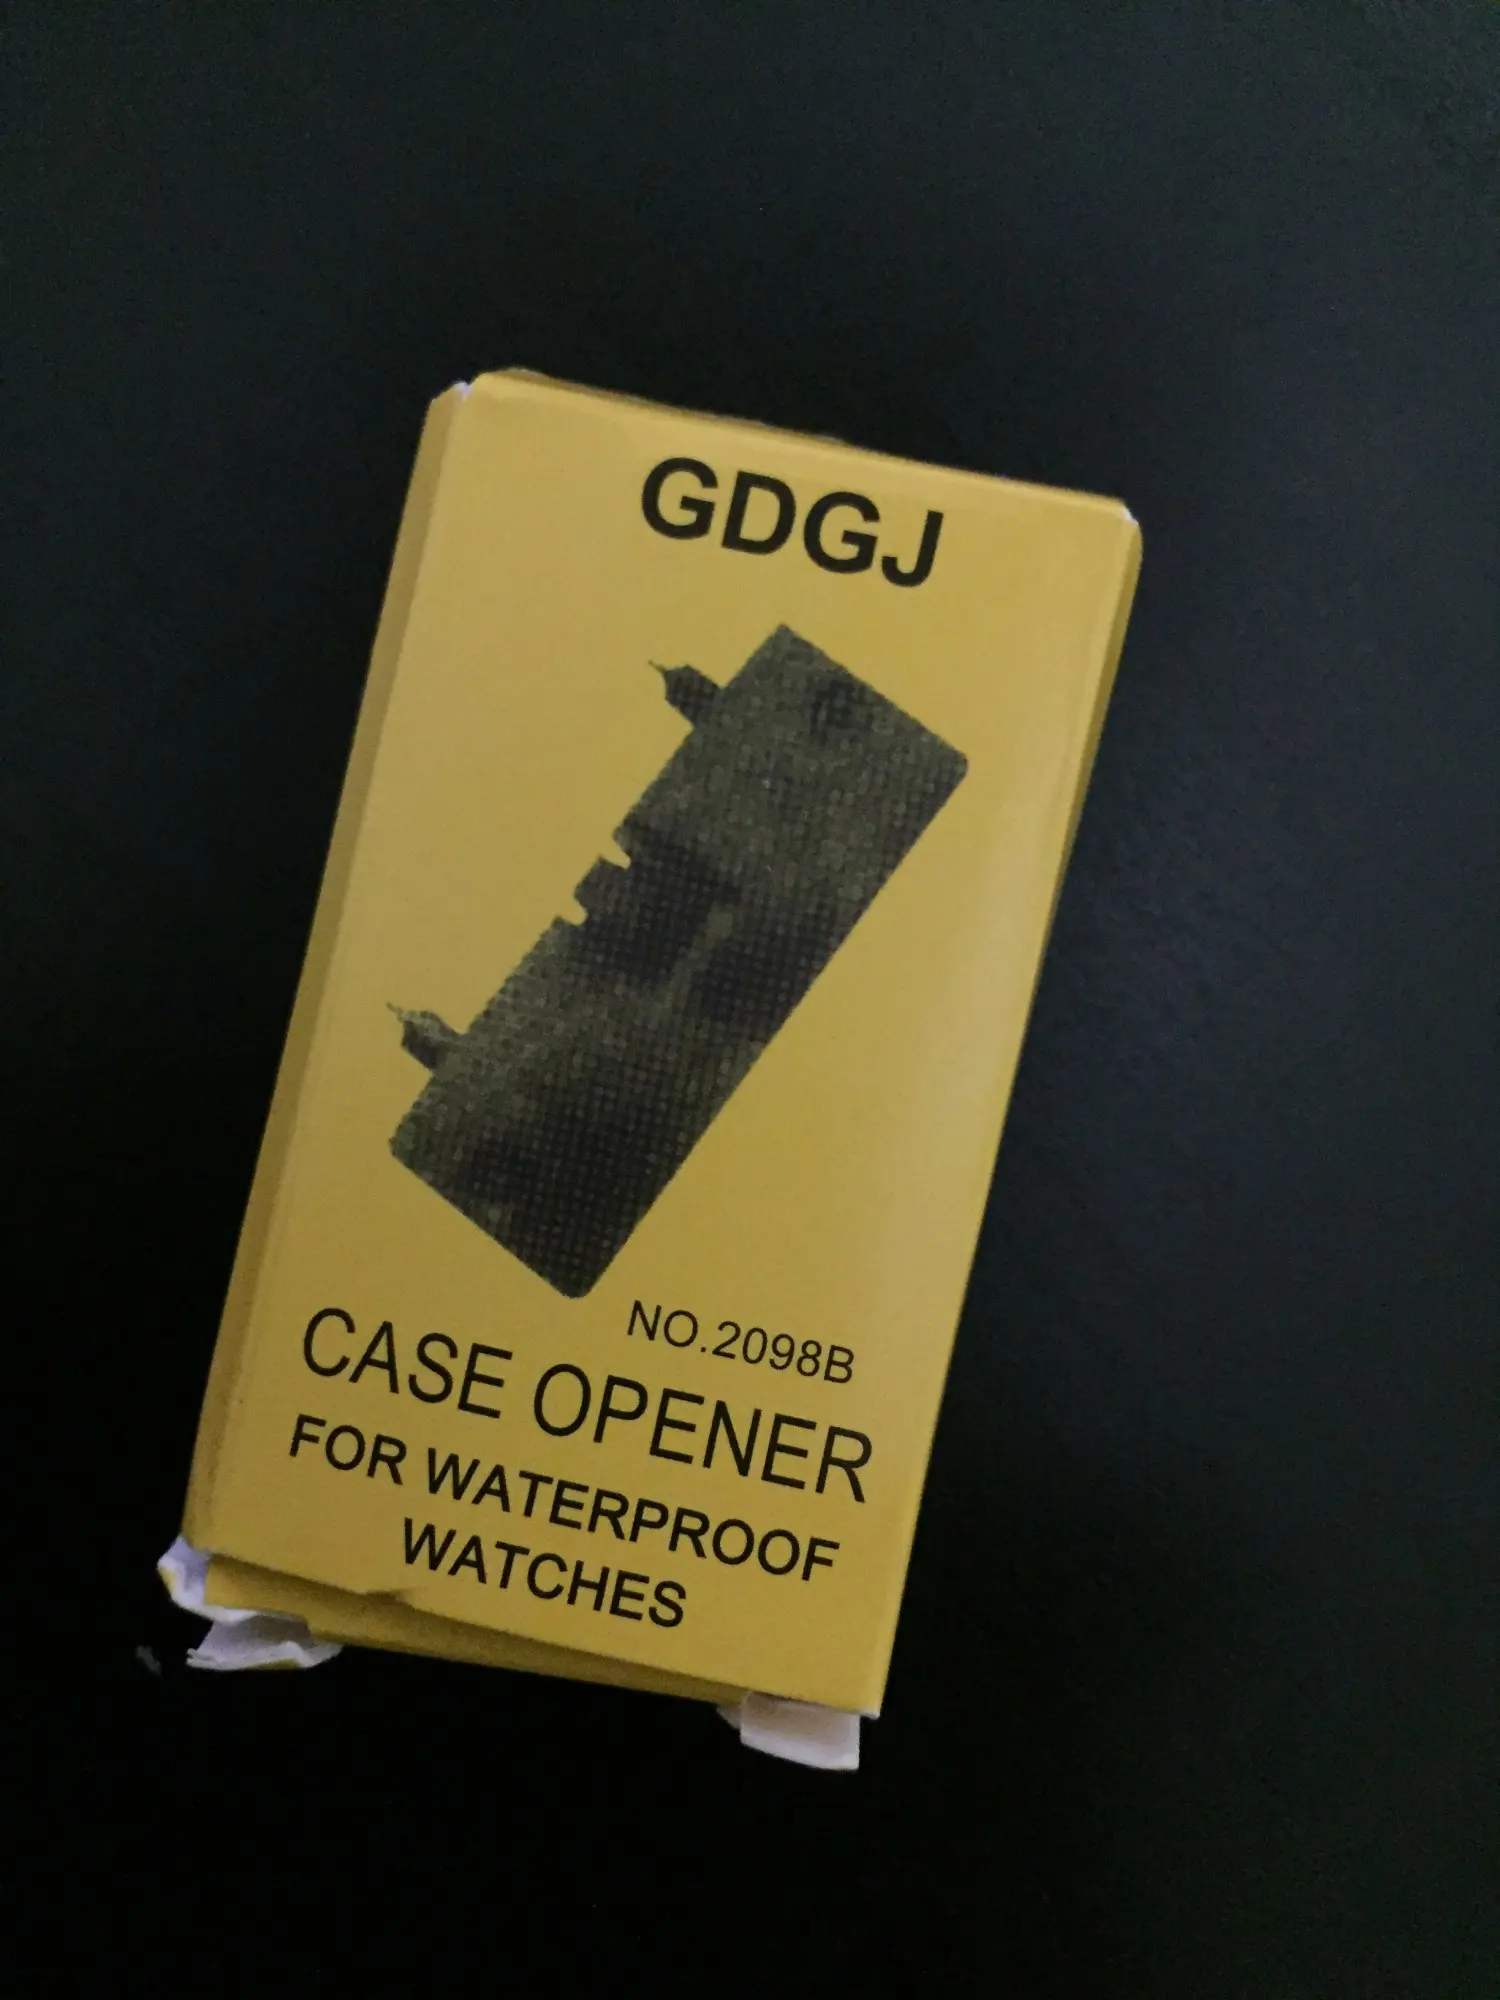 GDGJ
NO.2098B
CASE OPENER
FOR WATERPROOF
WATCHES